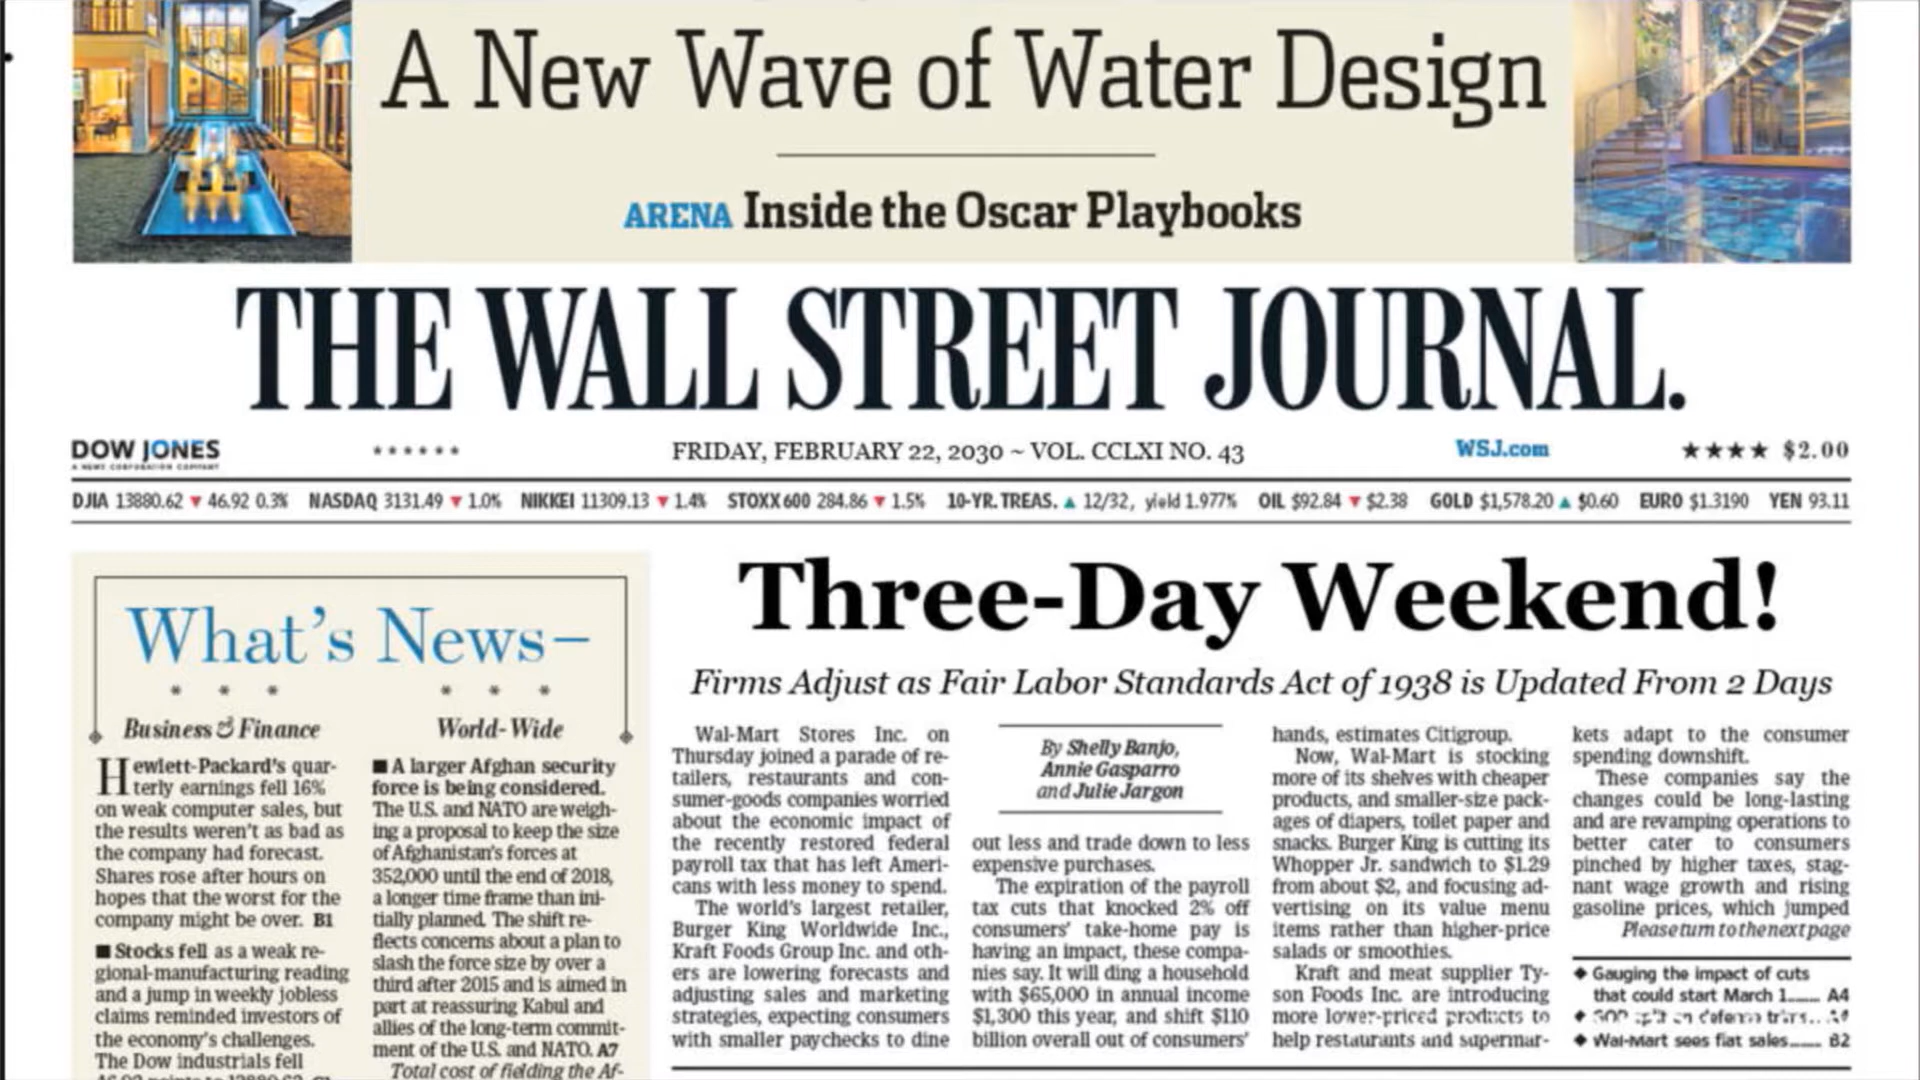 A New Wave of Water Design
ARENA Inside the Oscar Playbooks
THE WALL STREET JOURNAL.
DOW JONES
A NEWS CORPORATION COMPANY
★★★★★★
FRIDAY, FEBRUARY 22, 2030 ~ VOL. CCLXI NO. 43
WSJ.com
★★★★ $2.00
DJIA 13880.62 ▼ 46.92 0.3% NASDAQ 3131.49 ▼ 1.0% NIKKEI 11309.13 ▼ 1.4% STOXX 600 284.86 ▼ 1.5% 10-YR. TREAS. ▲ 12/32, yield 1.977% OIL $92.84 ▼ $2.38 GOLD $1,578.20 ▲ $0.60 EURO $1.3190 YEN 93.11
What's News–
* * * * * *
Business & Finance
Hewlett-Packard's quar-
terly earnings fell 16%
on weak computer sales, but
the results weren't as bad as
the company had forecast.
Shares rose after hours on
hopes that the worst for the
company might be over. B1
■ Stocks fell as a weak re-
gional-manufacturing reading
and a jump in weekly jobless
claims reminded investors of
the economy's challenges.
The Dow industrials fell
World-Wide
■ A larger Afghan security
force is being considered.
The U.S. and NATO are weigh-
ing a proposal to keep the size
of Afghanistan's forces at
352,000 until the end of 2018,
a longer time frame than ini-
tially planned. The shift re-
flects concerns about a plan to
slash the force size by over a
third after 2015 and is aimed in
part at reassuring Kabul and
allies of the long-term commit-
ment of the U.S. and NATO. A7
Total cost of fielding the Af-
Three-Day Weekend!
Firms Adjust as Fair Labor Standards Act of 1938 is Updated From 2 Days
Wal-Mart Stores Inc. on
Thursday joined a parade of re-
tailers, restaurants and con-
sumer-goods companies worried
about the economic impact of
the recently restored federal
payroll tax that has left Ameri-
cans with less money to spend.
The world's largest retailer,
Burger King Worldwide Inc.,
Kraft Foods Group Inc. and oth-
ers are lowering forecasts and
adjusting sales and marketing
strategies, expecting consumers
with smaller paychecks to dine
By Shelly Banjo,
Annie Gasparro
and Julie Jargon
out less and trade down to less
expensive purchases.
The expiration of the payroll
tax cuts that knocked 2% off
consumers' take-home pay is
having an impact, these compa-
nies say. It will ding a household
with $65,000 in annual income
$1,300 this year, and shift $110
billion overall out of consumers'
hands, estimates Citigroup.
Now, Wal-Mart is stocking
more of its shelves with cheaper
products, and smaller-size pack-
ages of diapers, toilet paper and
snacks. Burger King is cutting its
Whopper Jr. sandwich to $1.29
from about $2, and focusing ad-
vertising on its value menu
items rather than higher-price
salads or smoothies.
Kraft and meat supplier Ty-
son Foods Inc. are introducing
more lower-priced products to
help restaurants and supermar-
kets adapt to the consumer
spending downshift.
These companies say the
changes could be long-lasting
and are revamping operations to
better cater to consumers
pinched by higher taxes, stag-
nant wage growth and rising
gasoline prices, which jumped
Please turn to the next page
◆ Gauging the impact of cuts
that could start March 1...... A4
◆ Wal-Mart sees flat sales...... B2